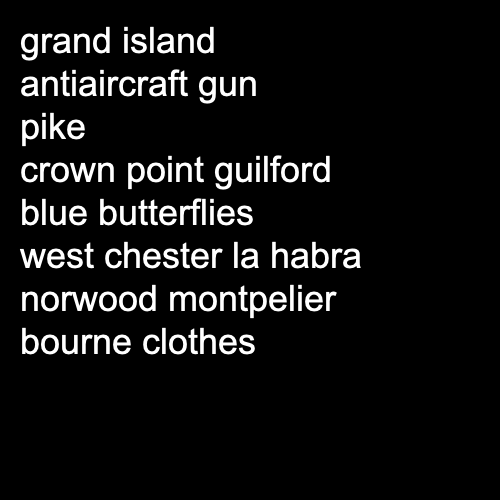 grand island
antiaircraft gun
pike
crown point guilford
blue butterflies
west chester la habra
norwood montpelier
bourne clothes